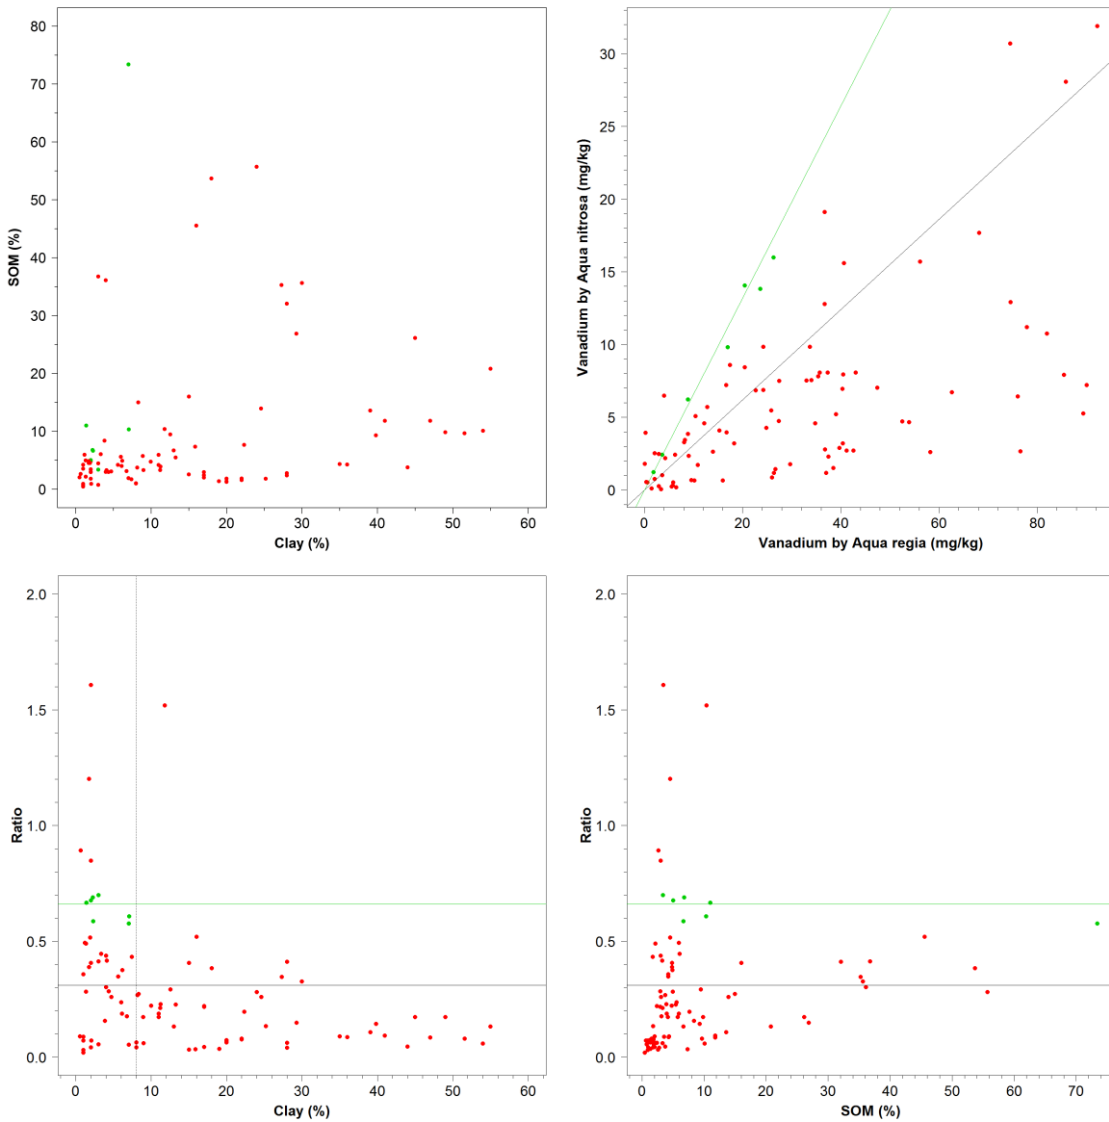 80
70
60
50
40
30
20
10
0
SOM (%)
0 10 20 30 40 50 60
Clay (%)
30
25
20
15
10
5
0
Vanadium by Aqua nitrosa (mg/kg)
0 20 40 60 80
Vanadium by Aqua regia (mg/kg)
2.0
1.5
1.0
0.5
0.0
Ratio
0 10 20 30 40 50 60
Clay (%)
2.0
1.5
1.0
0.5
0.0
Ratio
0 10 20 30 40 50 60 70
SOM (%)